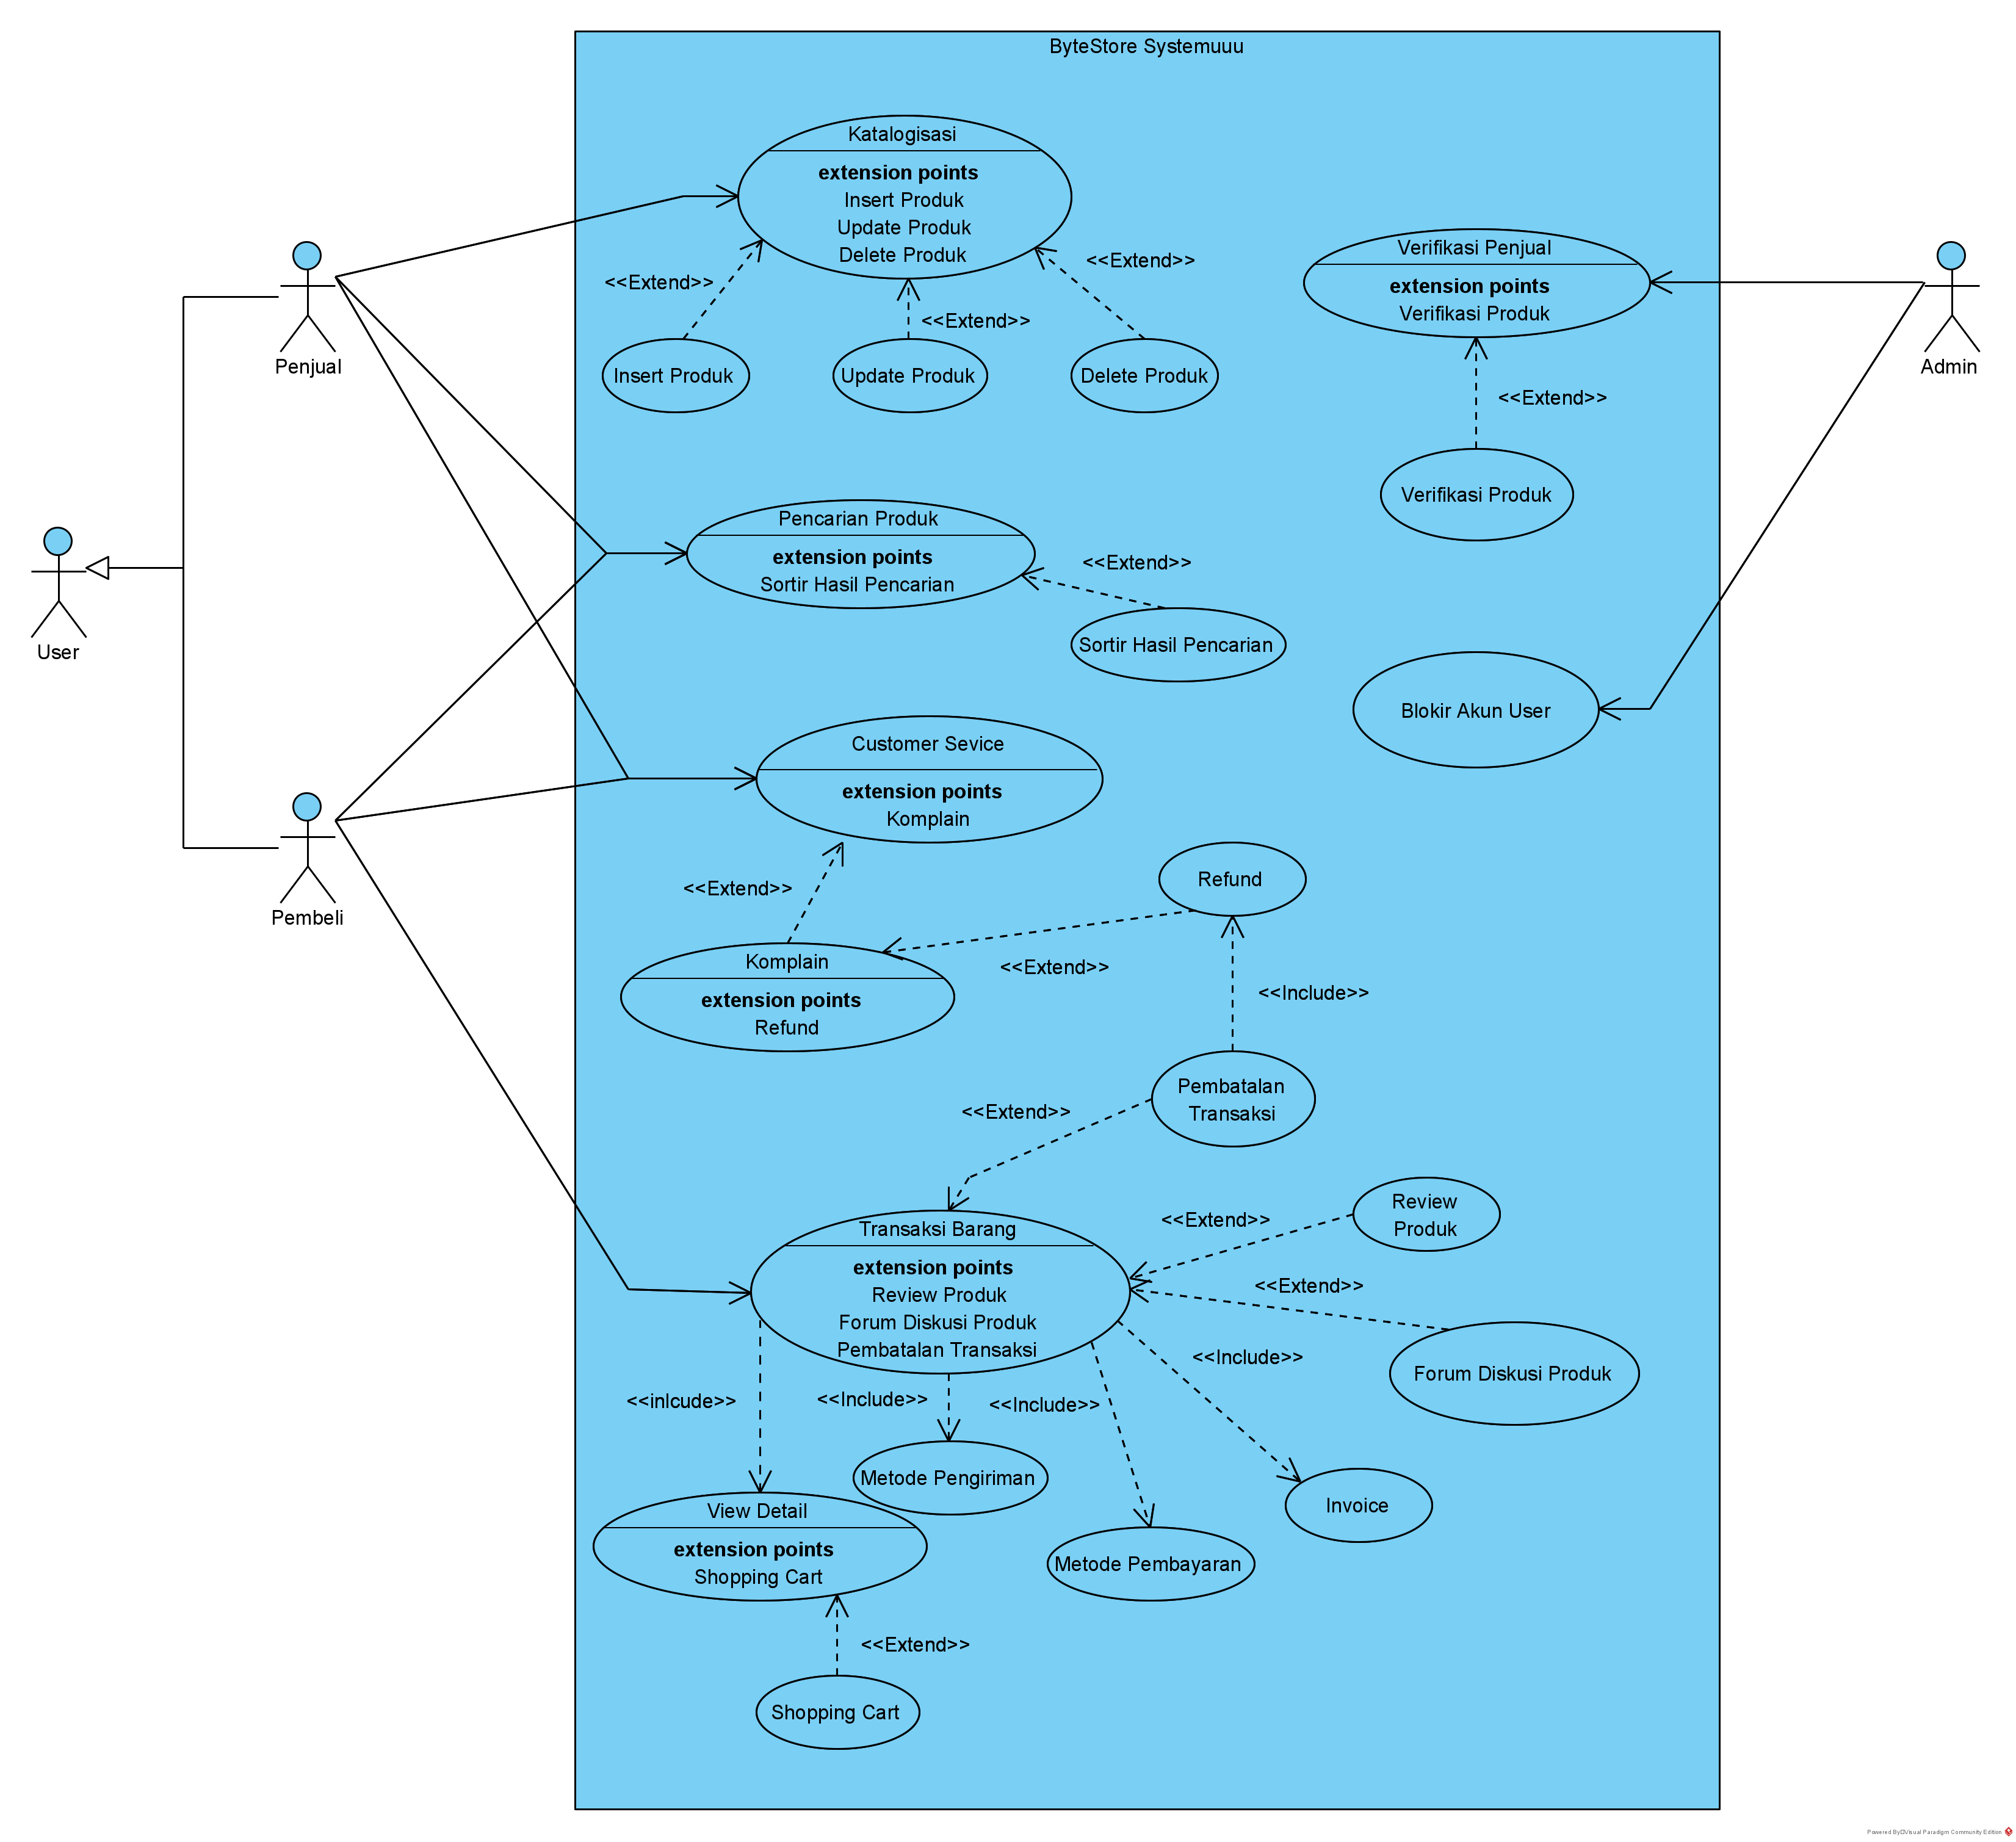 ByteStore Systemuuu
Katalogisasi
extension points
Insert Produk
Update Produk
Delete Produk
<<Extend>>
<<Extend>>
<<Extend>>
Insert Produk
Update Produk
Delete Produk
Verifikasi Penjual
extension points
Verifikasi Produk
<<Extend>>
Verifikasi Produk
Penjual
Admin
Pencarian Produk
extension points
Sortir Hasil Pencarian
<<Extend>>
Sortir Hasil Pencarian
User
Blokir Akun User
Customer Sevice
extension points
Komplain
<<Extend>>
Pembeli
Refund
Komplain
extension points
Refund
<<Extend>>
<<Include>>
Pembatalan
Transaksi
<<Extend>>
Transaksi Barang
extension points
Review Produk
Forum Diskusi Produk
Pembatalan Transaksi
<<Extend>>
Review
Produk
<<Extend>>
Forum Diskusi Produk
<<Include>>
<<inlcude>>
<<Include>>
<<Include>>
Metode Pengiriman
Invoice
View Detail
extension points
Shopping Cart
Metode Pembayaran
<<Extend>>
Shopping Cart
Powered By Visual Paradigm Community Edition